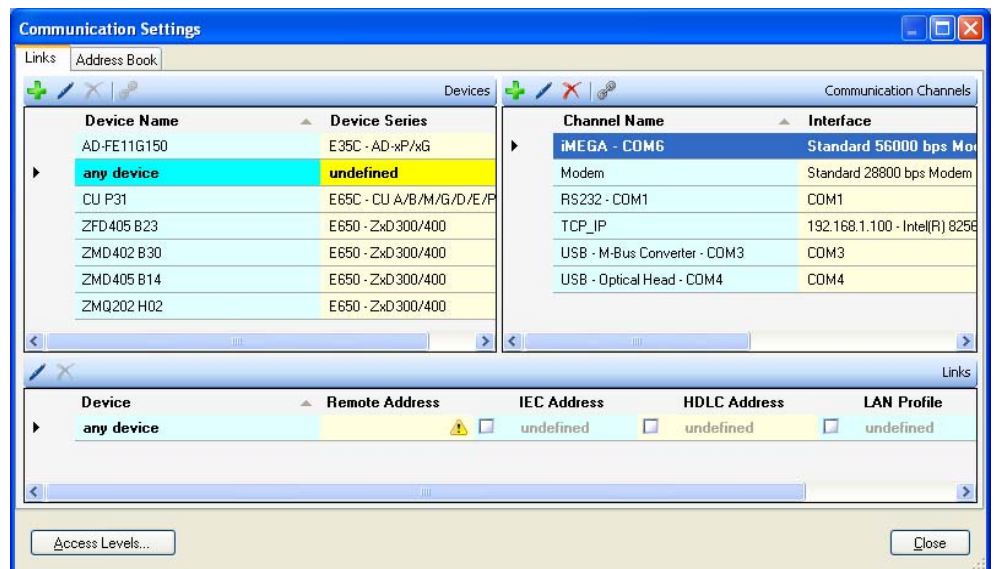 Communication Settings
Links
Address Book
Devices
Device Name
Device Series
AD-FE11G150
E35C - AD-xP/xG
any device
undefined
CU P31
E65C - CU A/B/M/G/D/E/P
ZFD405 B23
E650 - ZxD300/400
ZMD402 B30
E650 - ZxD300/400
ZMD405 B14
E650 - ZxD300/400
ZMQ202 H02
E650 - ZxD300/400
Communication Channels
Channel Name
Interface
iMEGA - COM6
Standard 56000 bps Mo
Modem
Standard 28800 bps Modem
RS232 - COM1
COM1
TCP_IP
192.168.1.100 - Intel(R) 8256
USB - M-Bus Converter - COM3
COM3
USB - Optical Head - COM4
COM4
Links
Device
Remote Address
IEC Address
HDLC Address
LAN Profile
any device
undefined
undefined
undefined
Access Levels...
Close